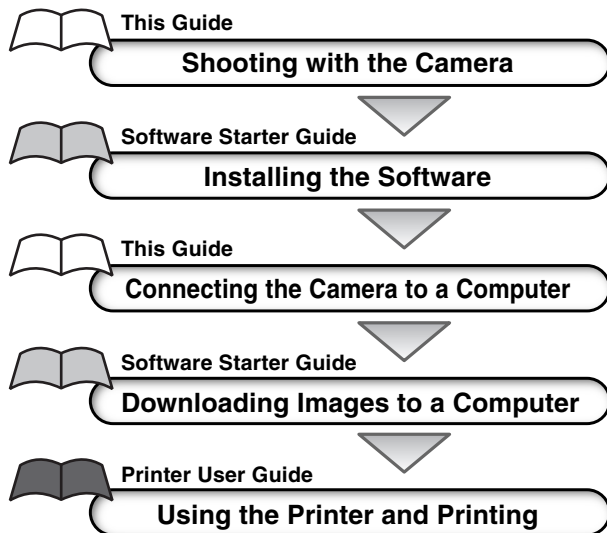 This Guide
Shooting with the Camera
Software Starter Guide
Installing the Software
This Guide
Connecting the Camera to a Computer
Software Starter Guide
Downloading Images to a Computer
Printer User Guide
Using the Printer and Printing